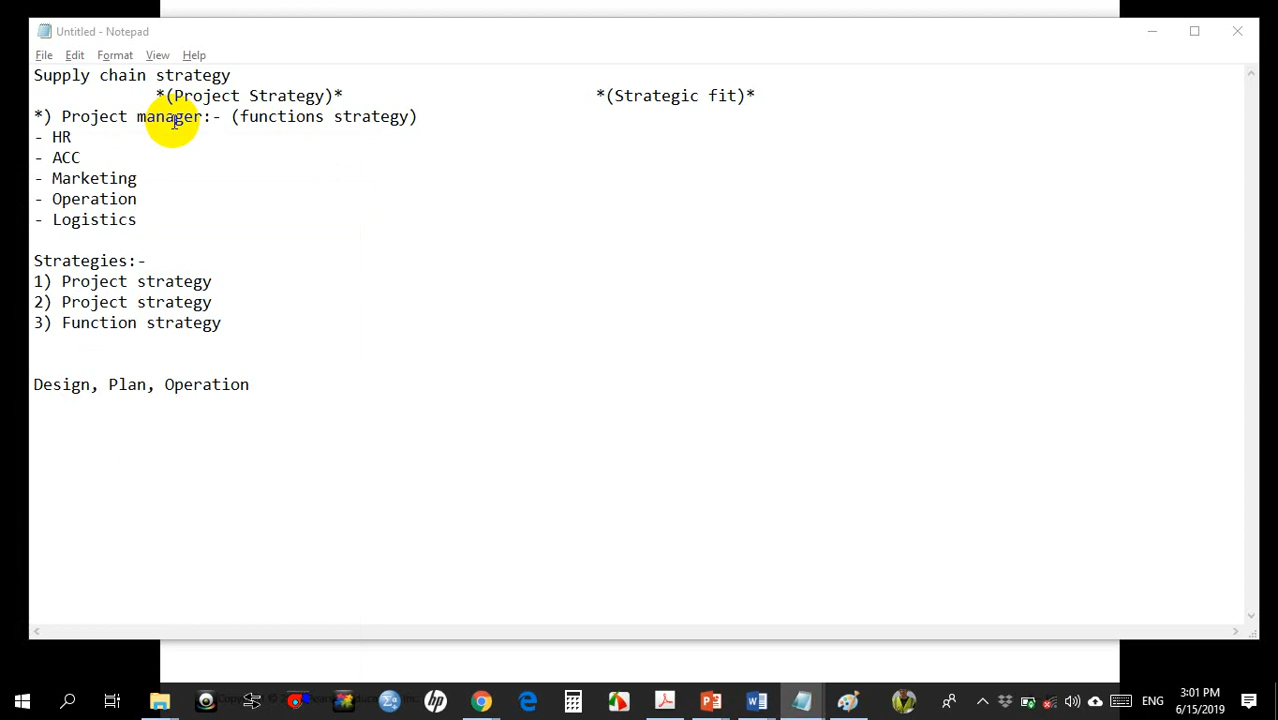 Untitled - Notepad
File Edit Format View Help
Supply chain strategy
*(Project Strategy)* *(Strategic fit)*
*) Project manager:- (functions strategy)
- HR
- ACC
- Marketing
- Operation
- Logistics
Strategies:-
1) Project strategy
2) Project strategy
3) Function strategy
Design, Plan, Operation
ENG
3:01 PM
6/15/2019